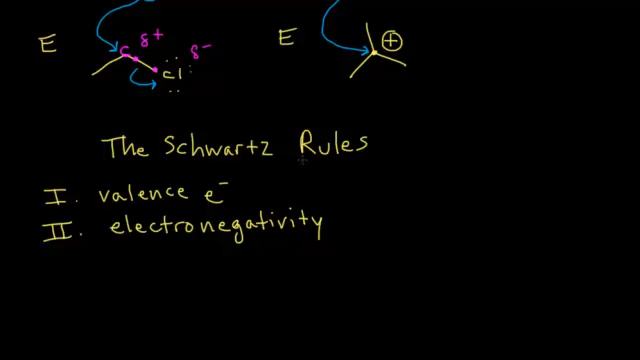 E C δ+ Cl δ- E +
The Schwartz Rules
I. valence e-
II. electronegativity